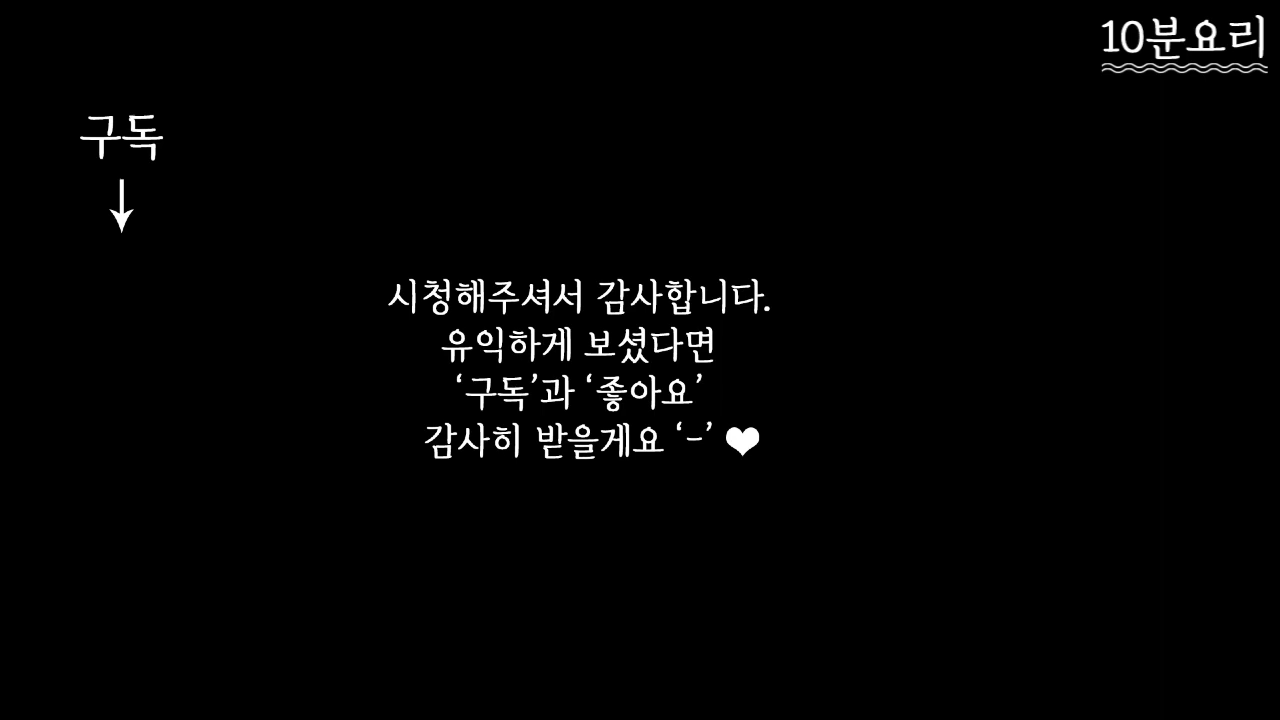 10분요리
구독
↓
시청해주셔서 감사합니다.
유익하게 보셨다면
‘구독’과 ‘좋아요’
감사히 받을게요 ‘-’ ❤